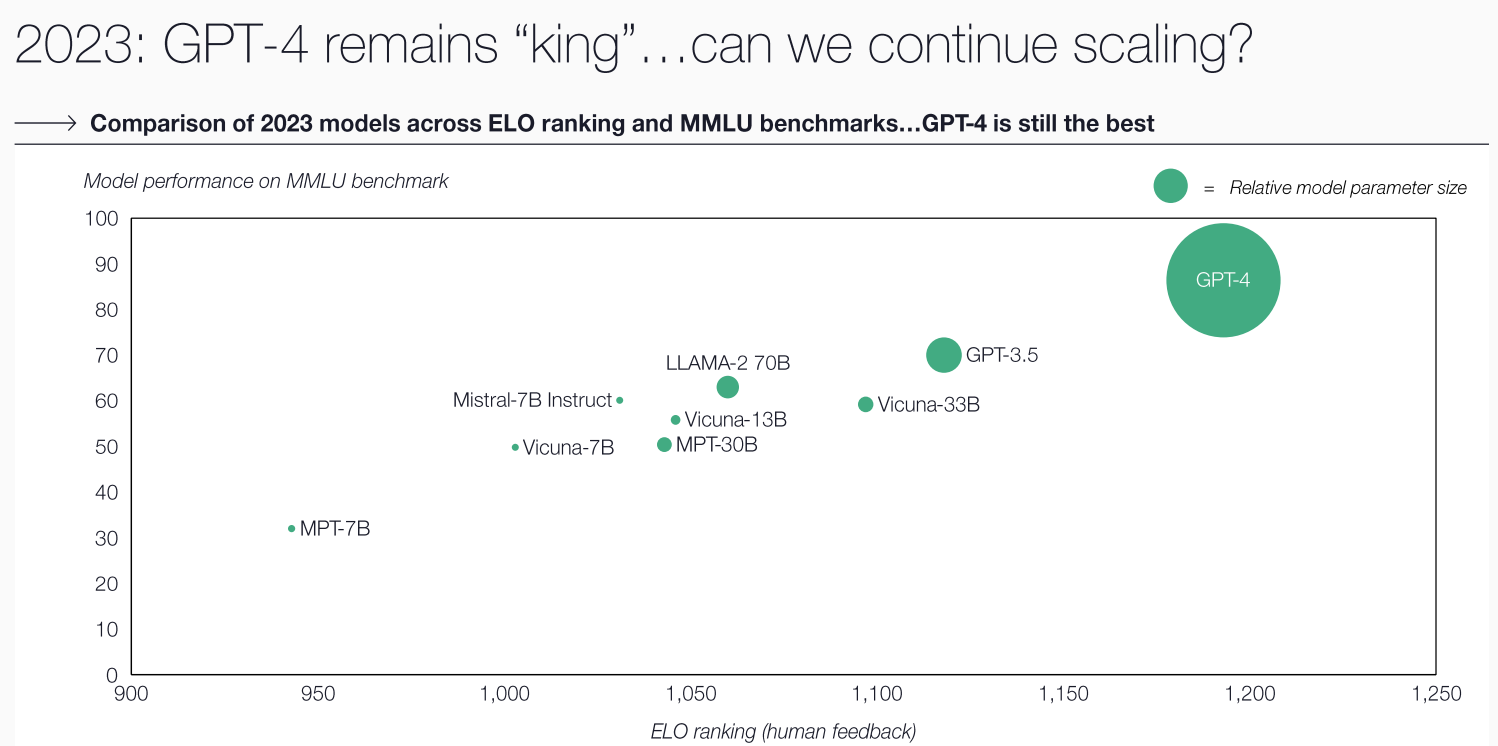 2023: GPT-4 remains “king”…can we continue scaling?
Comparison of 2023 models across ELO ranking and MMLU benchmarks…GPT-4 is still the best
Model performance on MMLU benchmark
= Relative model parameter size
100
90
80
70
60
50
40
30
20
10
0
GPT-4
GPT-3.5
LLAMA-2 70B
Mistral-7B Instruct
Vicuna-33B
Vicuna-13B
MPT-30B
Vicuna-7B
MPT-7B
900 950 1,000 1,050 1,100 1,150 1,200 1,250
ELO ranking (human feedback)